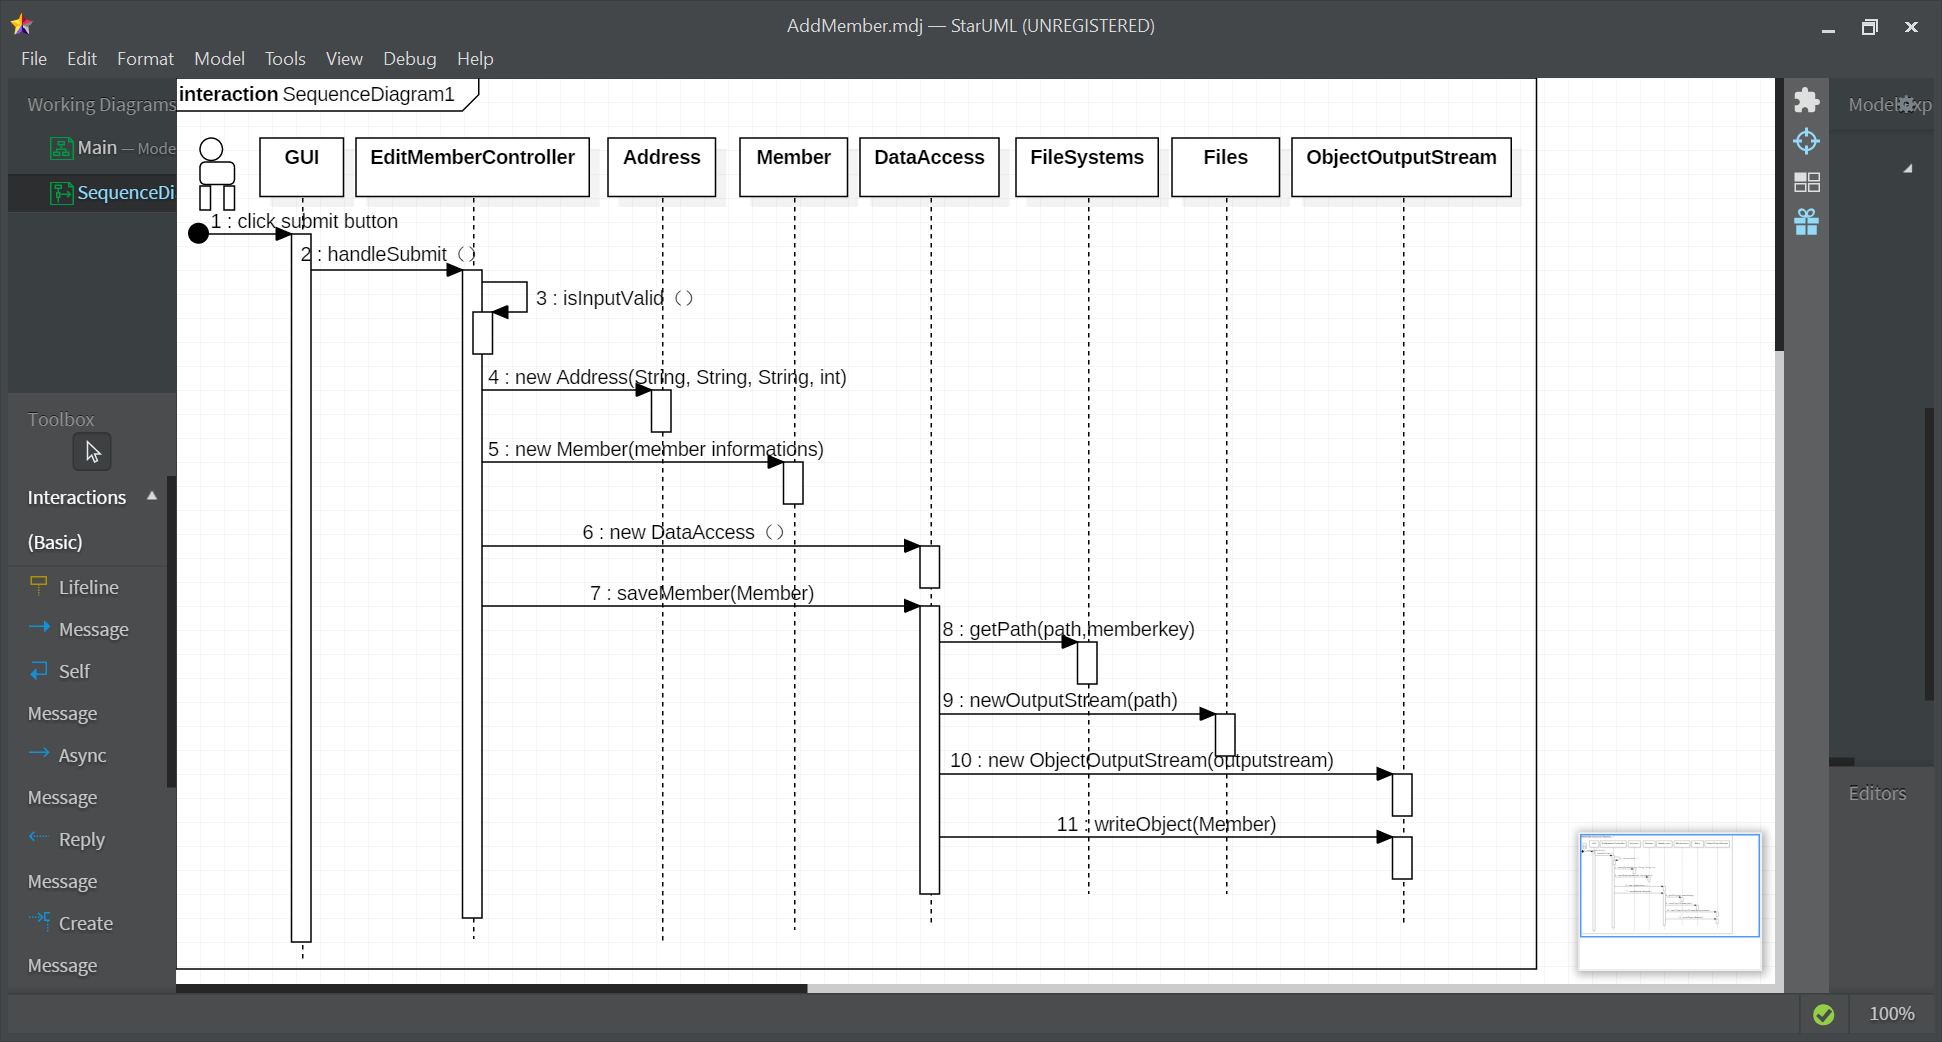 AddMember.mdj — StarUML (UNREGISTERED)
File Edit Format Model Tools View Debug Help
Working Diagrams
Main — Mode
SequenceDi
Toolbox
Interactions
(Basic)
Lifeline
Message
Self
Message
Async
Message
Reply
Message
Create
Message
interaction SequenceDiagram1
GUI EditMemberController Address Member DataAccess FileSystems Files ObjectOutputStream
1 : click submit button
2 : handleSubmit（）
3 : isInputValid（）
4 : new Address(String, String, String, int)
5 : new Member(member informations)
6 : new DataAccess（）
7 : saveMember(Member)
8 : getPath(path,memberkey)
9 : newOutputStream(path)
10 : new ObjectOutputStream(outputstream)
11 : writeObject(Member)
Model Exp
Editors
100%